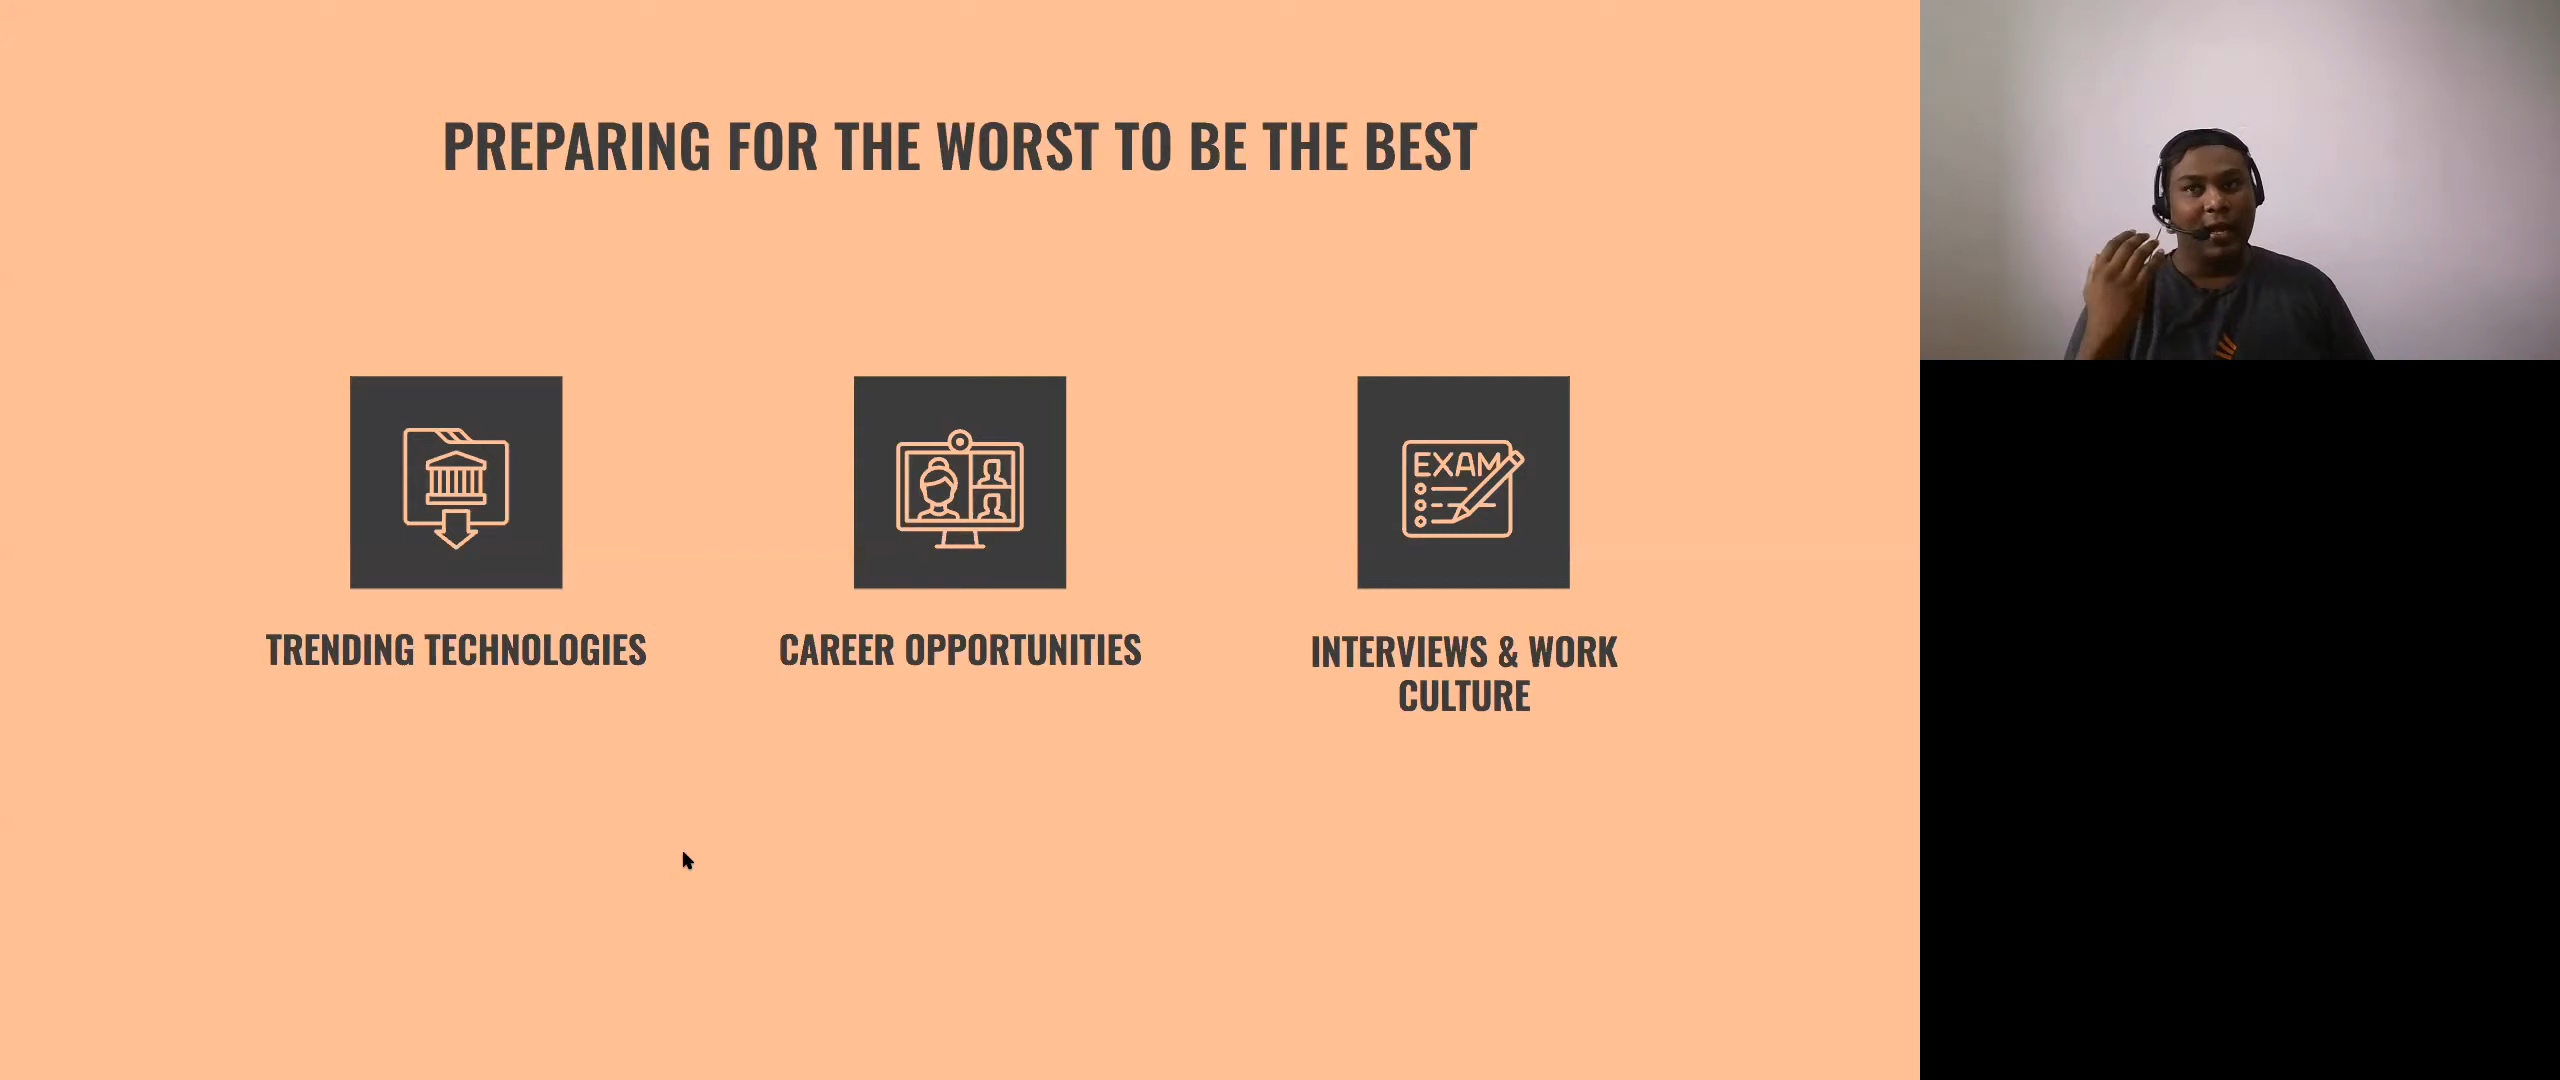 PREPARING FOR THE WORST TO BE THE BEST
EXAM
TRENDING TECHNOLOGIES
CAREER OPPORTUNITIES
INTERVIEWS & WORK
CULTURE